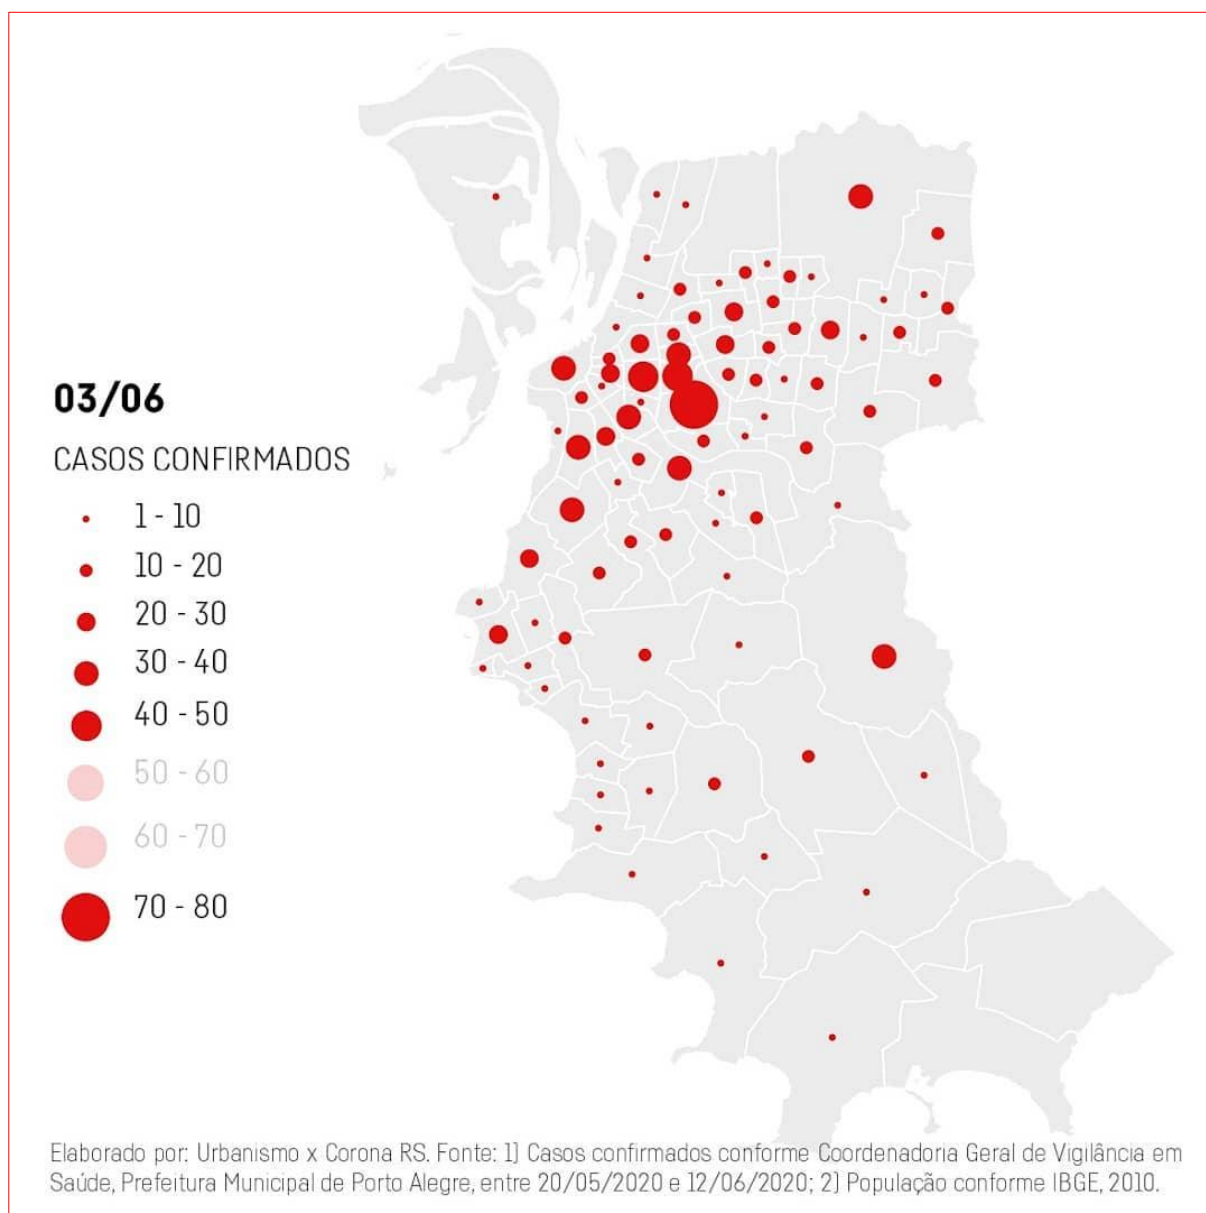 03/06
CASOS CONFIRMADOS
1 - 10
10 - 20
20 - 30
30 - 40
40 - 50
50 - 60
60 - 70
70 - 80
Elaborado por: Urbanismo x Corona RS. Fonte: 1) Casos confirmados conforme Coordenadoria Geral de Vigilância em
Saúde, Prefeitura Municipal de Porto Alegre, entre 20/05/2020 e 12/06/2020; 2) População conforme IBGE, 2010.